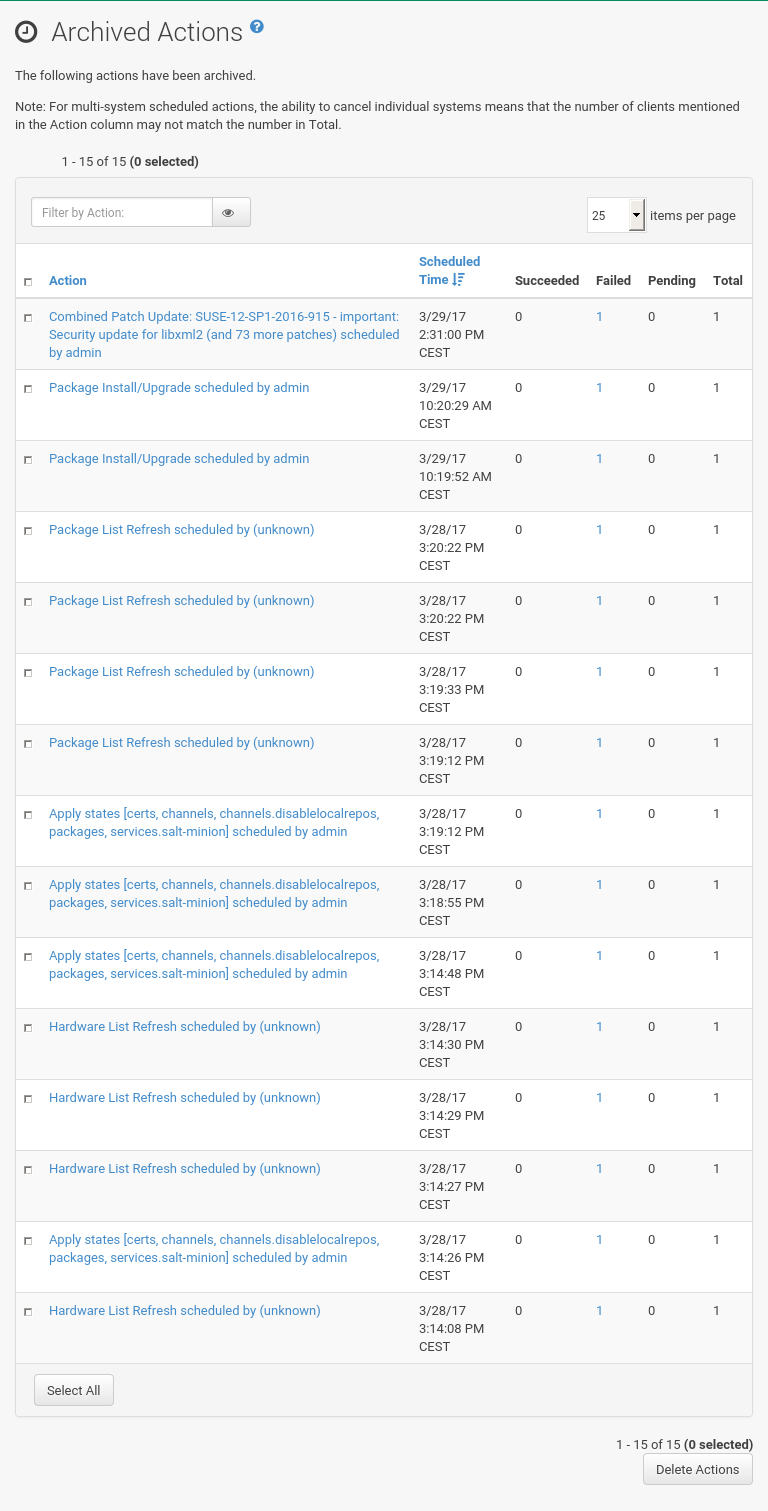 Archived Actions
The following actions have been archived.
Note: For multi-system scheduled actions, the ability to cancel individual systems means that the number of clients mentioned
in the Action column may not match the number in Total.
1 - 15 of 15 (0 selected)
Filter by Action:
25 items per page
Action Scheduled Time Succeeded Failed Pending Total
Combined Patch Update: SUSE-12-SP1-2016-915 - important: 3/29/17 0 1 0 1
Security update for libxml2 (and 73 more patches) scheduled 2:31:00 PM
by admin CEST
Package Install/Upgrade scheduled by admin 3/29/17 0 1 0 1
10:20:29 AM
CEST
Package Install/Upgrade scheduled by admin 3/29/17 0 1 0 1
10:19:52 AM
CEST
Package List Refresh scheduled by (unknown) 3/28/17 0 1 0 1
3:20:22 PM
CEST
Package List Refresh scheduled by (unknown) 3/28/17 0 1 0 1
3:20:22 PM
CEST
Package List Refresh scheduled by (unknown) 3/28/17 0 1 0 1
3:19:33 PM
CEST
Package List Refresh scheduled by (unknown) 3/28/17 0 1 0 1
3:19:12 PM
CEST
Apply states [certs, channels, channels.disablelocalrepos, 3/28/17 0 1 0 1
packages, services.salt-minion] scheduled by admin 3:19:12 PM
CEST
Apply states [certs, channels, channels.disablelocalrepos, 3/28/17 0 1 0 1
packages, services.salt-minion] scheduled by admin 3:18:55 PM
CEST
Apply states [certs, channels, channels.disablelocalrepos, 3/28/17 0 1 0 1
packages, services.salt-minion] scheduled by admin 3:14:48 PM
CEST
Hardware List Refresh scheduled by (unknown) 3/28/17 0 1 0 1
3:14:30 PM
CEST
Hardware List Refresh scheduled by (unknown) 3/28/17 0 1 0 1
3:14:29 PM
CEST
Hardware List Refresh scheduled by (unknown) 3/28/17 0 1 0 1
3:14:27 PM
CEST
Apply states [certs, channels, channels.disablelocalrepos, 3/28/17 0 1 0 1
packages, services.salt-minion] scheduled by admin 3:14:26 PM
CEST
Hardware List Refresh scheduled by (unknown) 3/28/17 0 1 0 1
3:14:08 PM
CEST
Select All
1 - 15 of 15 (0 selected)
Delete Actions